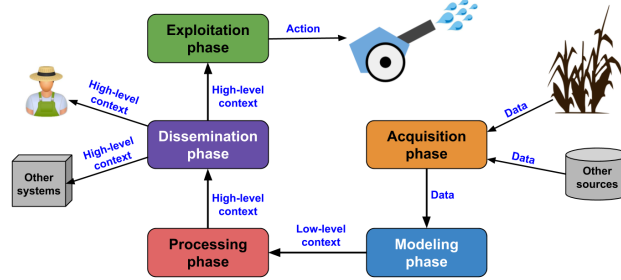 Exploitation
phase
Action
High-level
context
High-level
context
Data
Dissemination
phase
Acquisition
phase
High-level
context
Data
Other
systems
Other
sources
High-level
context
Data
Low-level
context
Processing
phase
Modeling
phase